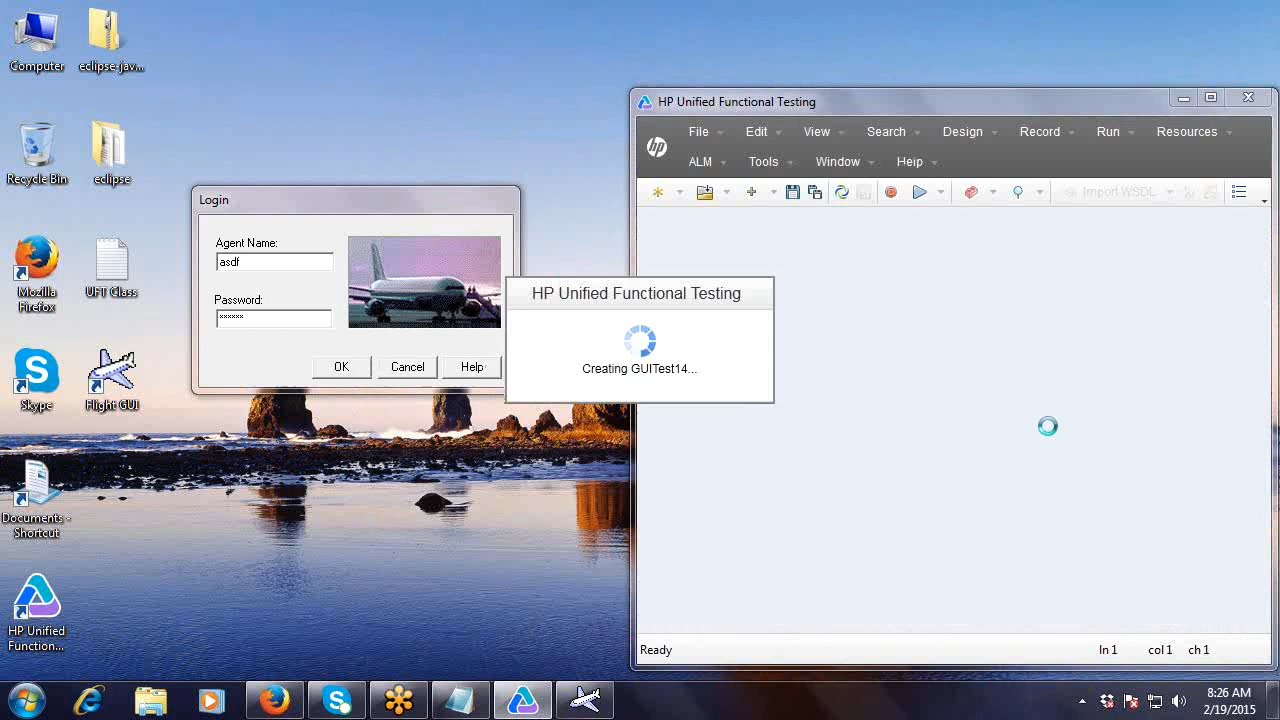 Computer
eclipse-jav...
Recycle Bin
eclipse
Mozilla
Firefox
UFT Class
Skype
Flight GUI
Documents -
Shortcut
HP Unified
Function...
Login
Agent Name:
asdf
Password:
xxxxxx
OK Cancel Help
HP Unified Functional Testing
hp
File Edit View Search Design Record Run Resources
ALM Tools Window Help
Import WSDL
HP Unified Functional Testing
Creating GUITest14...
Ready ln 1 col 1 ch 1
8:26 AM
2/19/2015